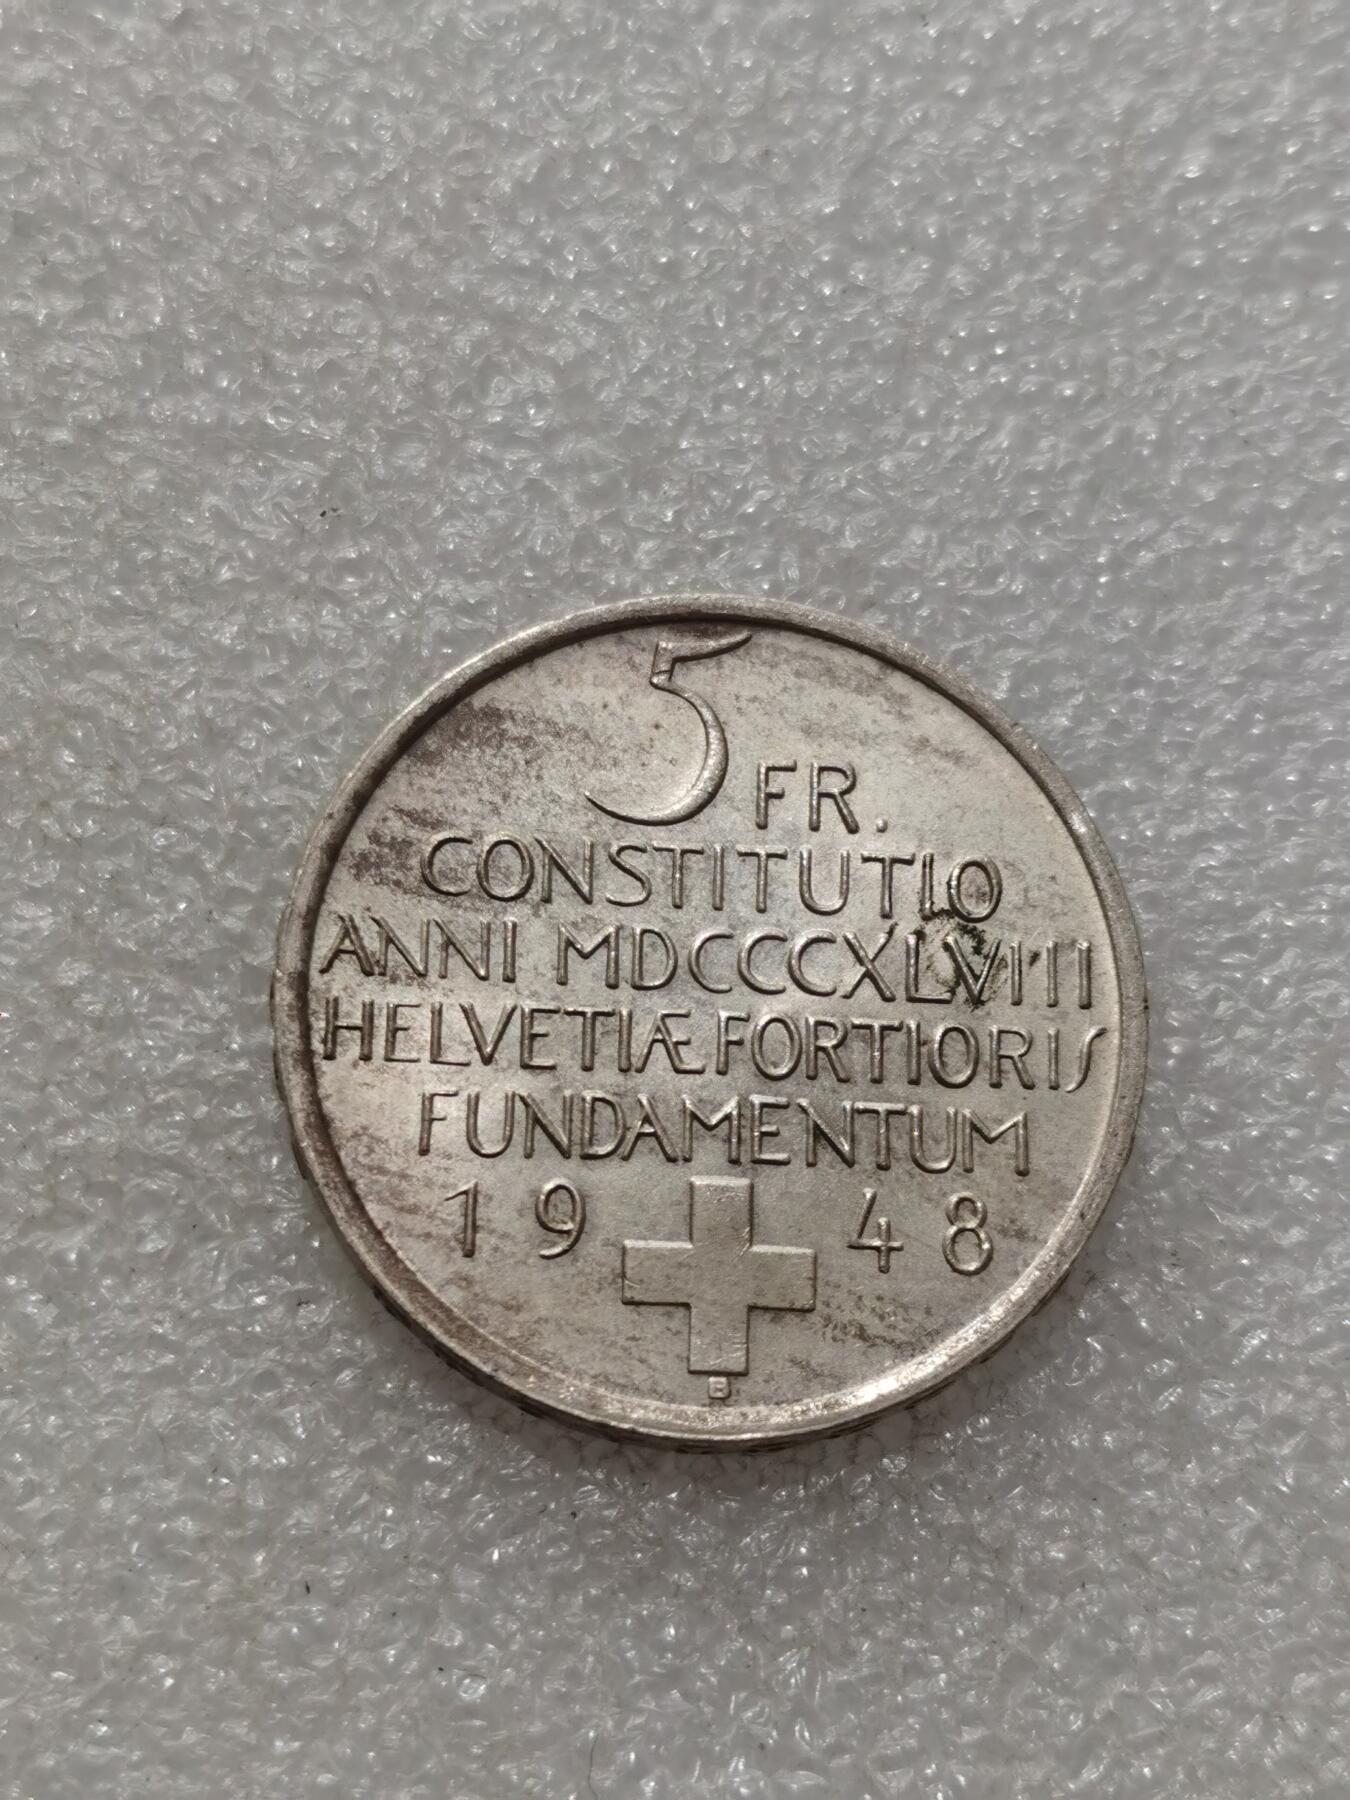 5 FR.
CONSTITUTIO
ANNI MDCCCXLVIII
HELVETIÆ FORTIORIS
FUNDAMENTUM
19 48
B